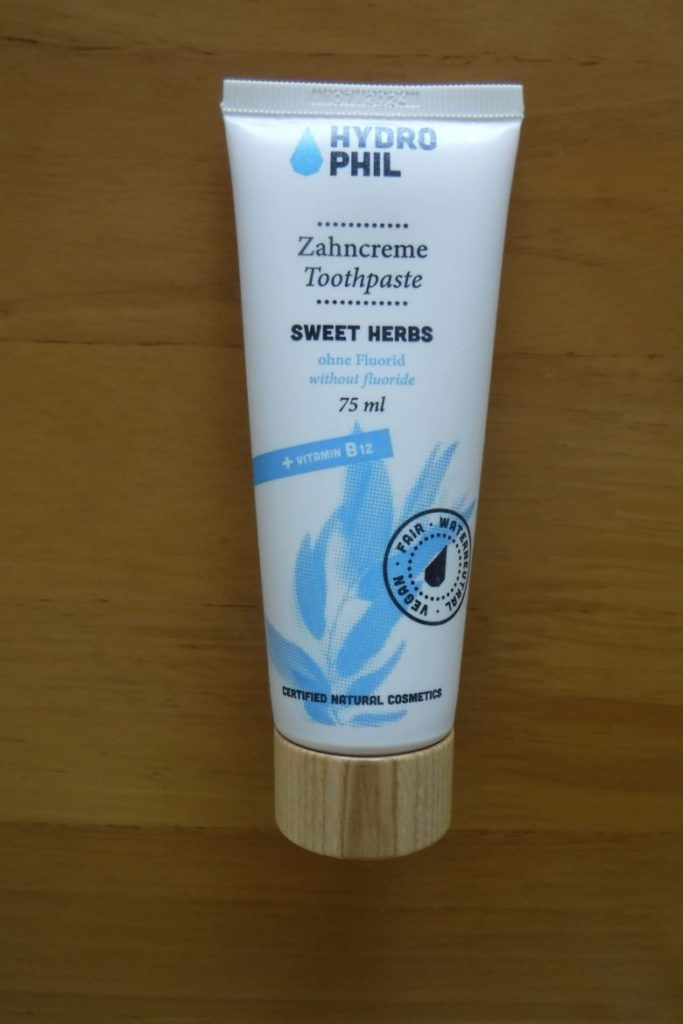 HYDRO
PHIL
Zahncreme
Toothpaste
SWEET HERBS
ohne Fluorid
without fluoride
75 ml
+ VITAMIN B12
FAIR · WATERNEUTRAL · VEGAN ·
CERTIFIED NATURAL COSMETICS